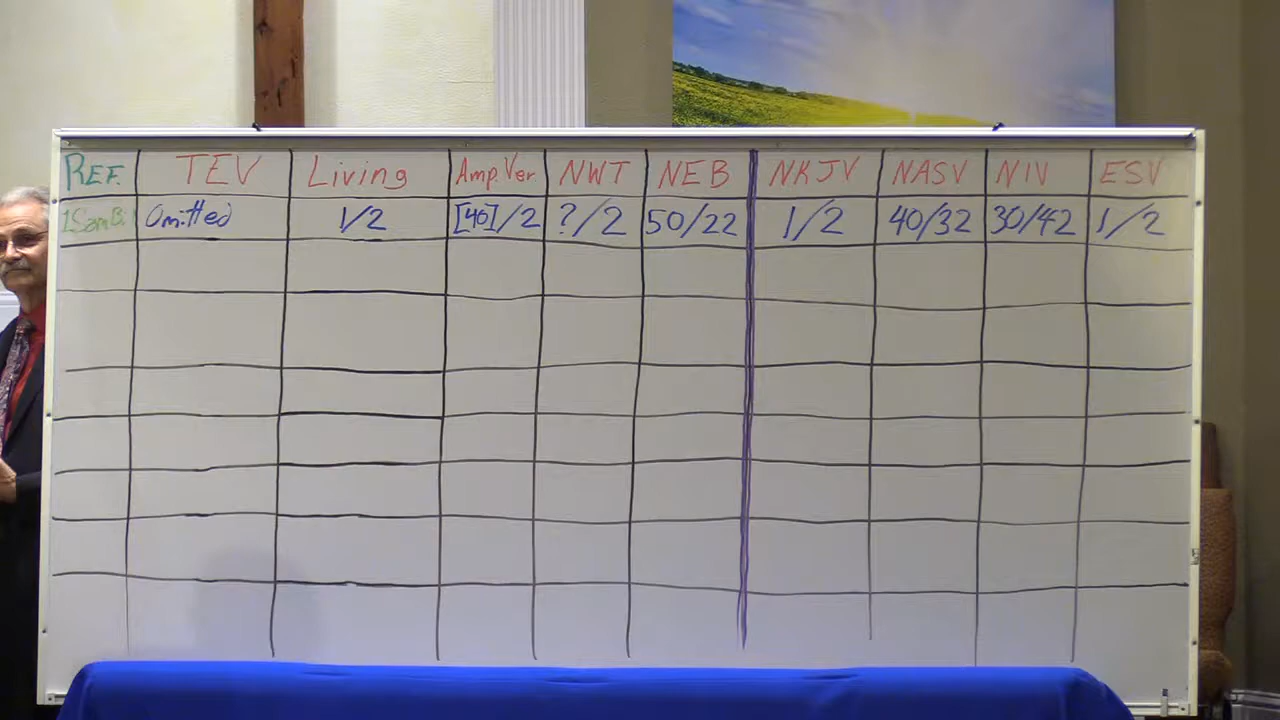 REF. TEV Living Amp.Ver. NWT NEB NKJV NASV NIV ESV
1Sam13:1 Omitted 1/2 [40]/2 ?/2 50/22 1/2 40/32 30/42 1/2